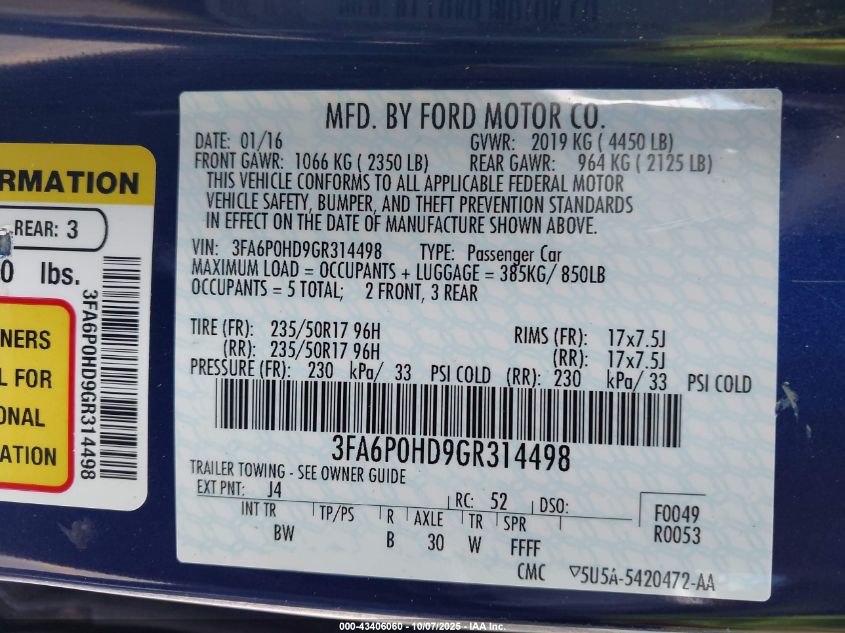 MFD. BY FORD MOTOR CO.
DATE: 01/16 GVWR: 2019 KG ( 4450 LB)
FRONT GAWR: 1066 KG ( 2350 LB) REAR GAWR: 964 KG ( 2125 LB)
THIS VEHICLE CONFORMS TO ALL APPLICABLE FEDERAL MOTOR
VEHICLE SAFETY, BUMPER, AND THEFT PREVENTION STANDARDS
IN EFFECT ON THE DATE OF MANUFACTURE SHOWN ABOVE.
VIN: 3FA6P0HD9GR314498 TYPE: Passenger Car
MAXIMUM LOAD = OCCUPANTS + LUGGAGE = 385KG/ 850LB
OCCUPANTS = 5 TOTAL; 2 FRONT, 3 REAR
TIRE (FR): 235/50R17 96H RIMS (FR): 17x7.5J
(RR): 235/50R17 96H (RR): 17x7.5J
PRESSURE (FR): 230 kPa/ 33 PSI COLD (RR): 230 kPa/ 33 PSI COLD
3FA6P0HD9GR314498
TRAILER TOWING - SEE OWNER GUIDE
EXT PNT: J4 RC: 52 DSO:
INT TR TP/PS R AXLE TR SPR
BW B 30 W FFFF
F0049
R0053
CMC ▽5U5A-5420472-AA
RMATION
REAR: 3
0 lbs.
NERS
L FOR
ONAL
ATION
3FA6P0HD9GR314498
000-43406060 - 10/07/2025 - IAA Inc.